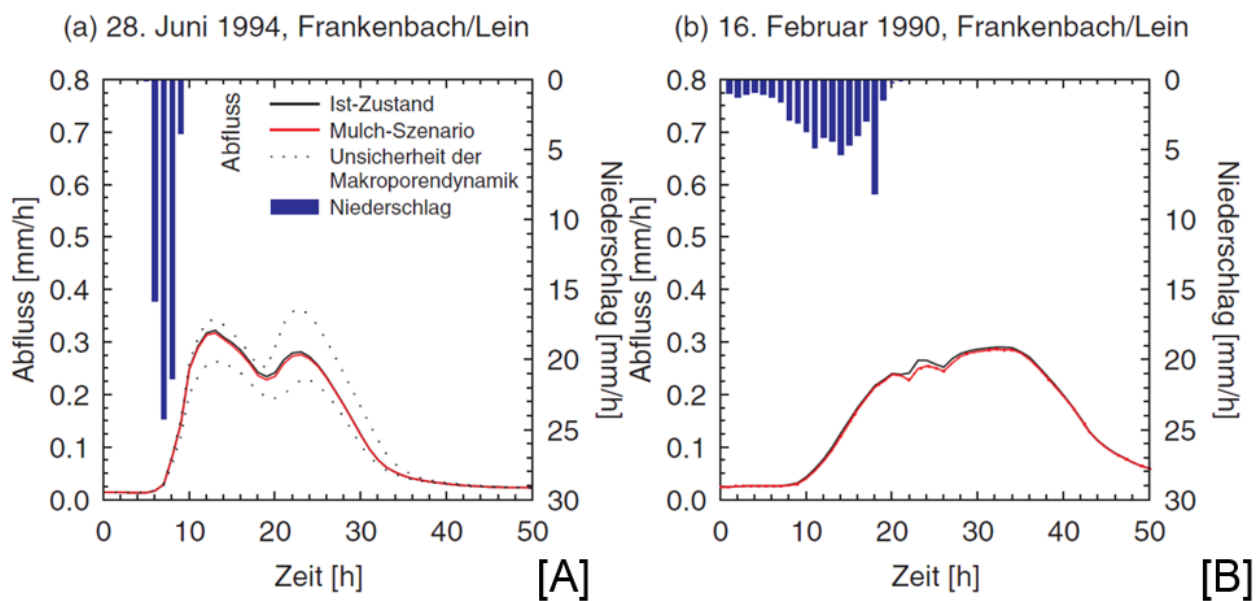 (a) 28. Juni 1994, Frankenbach/Lein
0.8
0.7
0.6
0.5
0.4
0.3
0.2
0.1
0.0
Abfluss [mm/h]
Abfluss
Ist-Zustand
Mulch-Szenario
Unsicherheit der
Makroporendynamik
Niederschlag
0
5
10
15
20
25
30
Niederschlag [mm/h]
0 10 20 30 40 50
Zeit [h]
[A]
(b) 16. Februar 1990, Frankenbach/Lein
0.8
0.7
0.6
0.5
0.4
0.3
0.2
0.1
0.0
Abfluss [mm/h]
0
5
10
15
20
25
30
Niederschlag [mm/h]
0 10 20 30 40 50
Zeit [h]
[B]